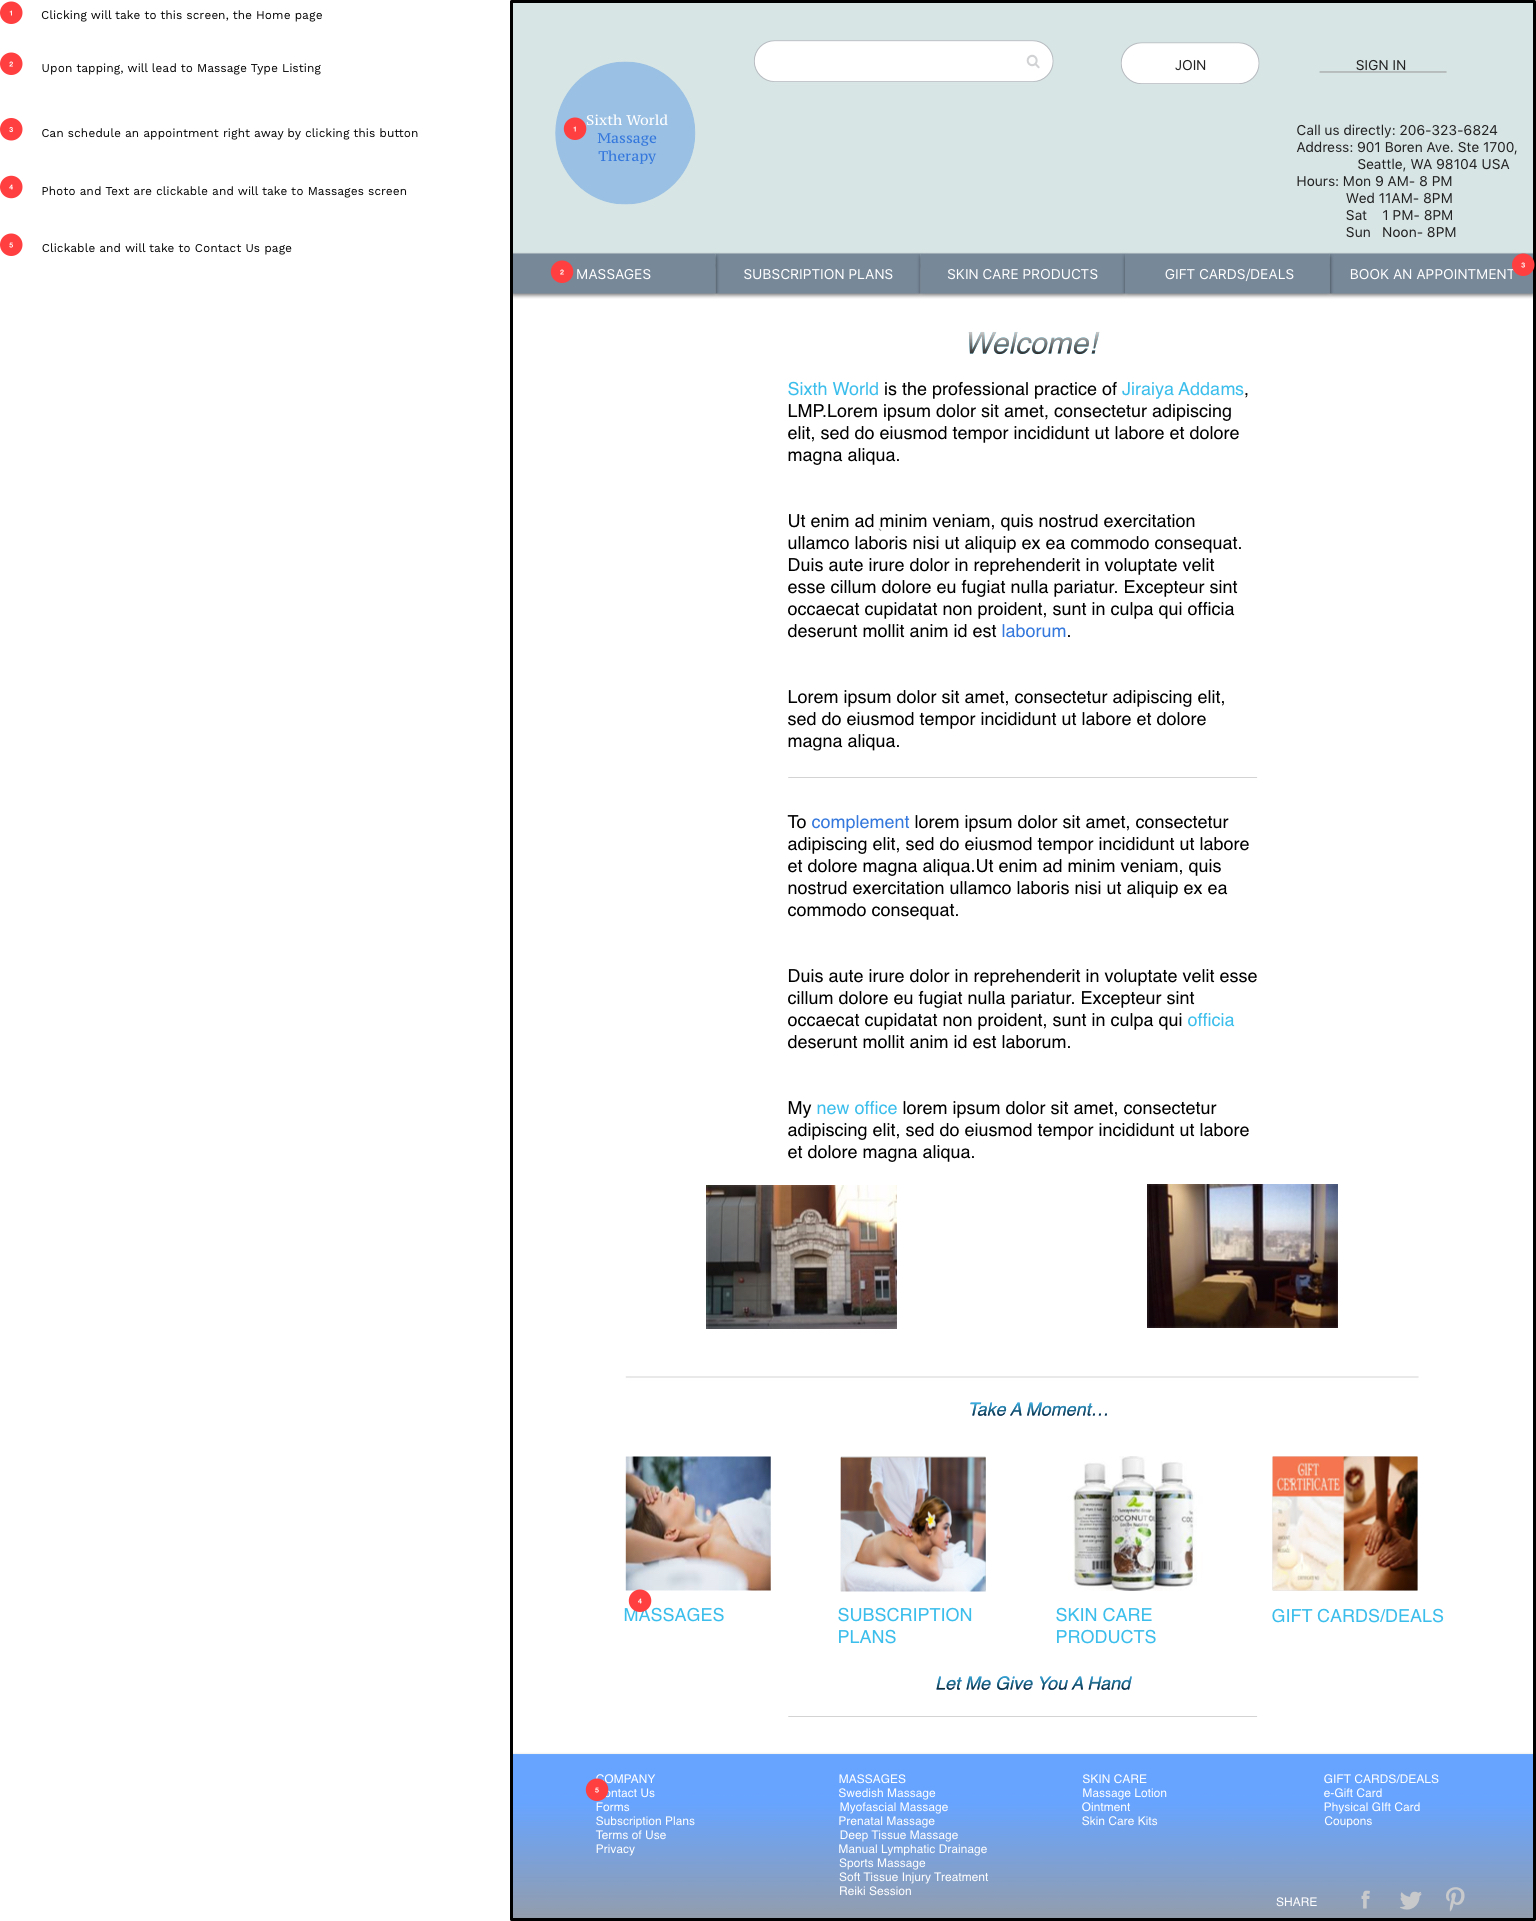 1 Clicking will take to this screen, the Home page
2 Upon tapping, will lead to Massage Type Listing
3 Can schedule an appointment right away by clicking this button
4 Photo and Text are clickable and will take to Massages screen
5 Clickable and will take to Contact Us page
JOIN
SIGN IN
1 Sixth World
Massage
Therapy
Call us directly: 206-323-6824
Address: 901 Boren Ave. Ste 1700,
Seattle, WA 98104 USA
Hours: Mon 9 AM- 8 PM
Wed 11AM- 8PM
Sat 1 PM- 8PM
Sun Noon- 8PM
2 MASSAGES
SUBSCRIPTION PLANS
SKIN CARE PRODUCTS
GIFT CARDS/DEALS
BOOK AN APPOINTMENT 3
Welcome!
Sixth World is the professional practice of Jiraiya Addams,
LMP.Lorem ipsum dolor sit amet, consectetur adipiscing
elit, sed do eiusmod tempor incididunt ut labore et dolore
magna aliqua.
Ut enim ad minim veniam, quis nostrud exercitation
ullamco laboris nisi ut aliquip ex ea commodo consequat.
Duis aute irure dolor in reprehenderit in voluptate velit
esse cillum dolore eu fugiat nulla pariatur. Excepteur sint
occaecat cupidatat non proident, sunt in culpa qui officia
deserunt mollit anim id est laborum.
Lorem ipsum dolor sit amet, consectetur adipiscing elit,
sed do eiusmod tempor incididunt ut labore et dolore
magna aliqua.
To complement lorem ipsum dolor sit amet, consectetur
adipiscing elit, sed do eiusmod tempor incididunt ut labore
et dolore magna aliqua.Ut enim ad minim veniam, quis
nostrud exercitation ullamco laboris nisi ut aliquip ex ea
commodo consequat.
Duis aute irure dolor in reprehenderit in voluptate velit esse
cillum dolore eu fugiat nulla pariatur. Excepteur sint
occaecat cupidatat non proident, sunt in culpa qui officia
deserunt mollit anim id est laborum.
My new office lorem ipsum dolor sit amet, consectetur
adipiscing elit, sed do eiusmod tempor incididunt ut labore
et dolore magna aliqua.
Take A Moment...
COCONUT
GIFT
CERTIFICATE
4
MASSAGES
SUBSCRIPTION
PLANS
SKIN CARE
PRODUCTS
GIFT CARDS/DEALS
Let Me Give You A Hand
COMPANY
5 Contact Us
Forms
Subscription Plans
Terms of Use
Privacy
MASSAGES
Swedish Massage
Myofascial Massage
Prenatal Massage
Deep Tissue Massage
Manual Lymphatic Drainage
Sports Massage
Soft Tissue Injury Treatment
Reiki Session
SKIN CARE
Massage Lotion
Ointment
Skin Care Kits
GIFT CARDS/DEALS
e-Gift Card
Physical GIft Card
Coupons
SHARE